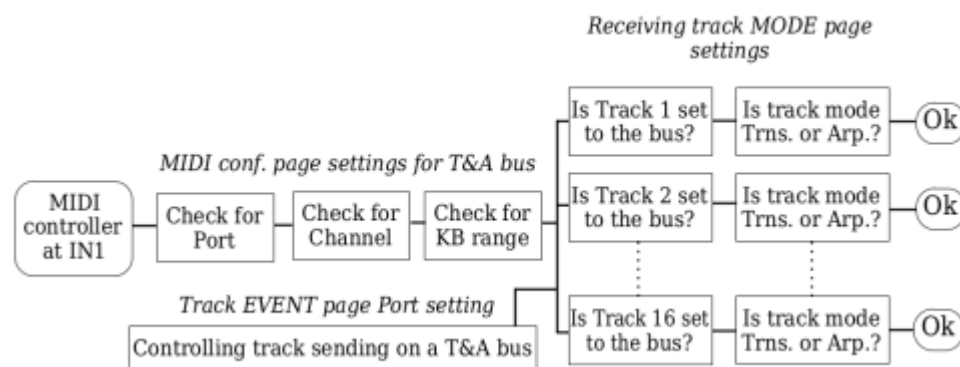 Receiving track MODE page
settings
Is Track 1 set
to the bus?
Is track mode
Trns. or Arp.?
Ok
MIDI conf. page settings for T&A bus
MIDI
controller
at IN1
Check for
Port
Check for
Channel
Check for
KB range
Is Track 2 set
to the bus?
Is track mode
Trns. or Arp.?
Ok
Track EVENT page Port setting
Controlling track sending on a T&A bus
Is Track 16 set
to the bus?
Is track mode
Trns. or Arp.?
Ok